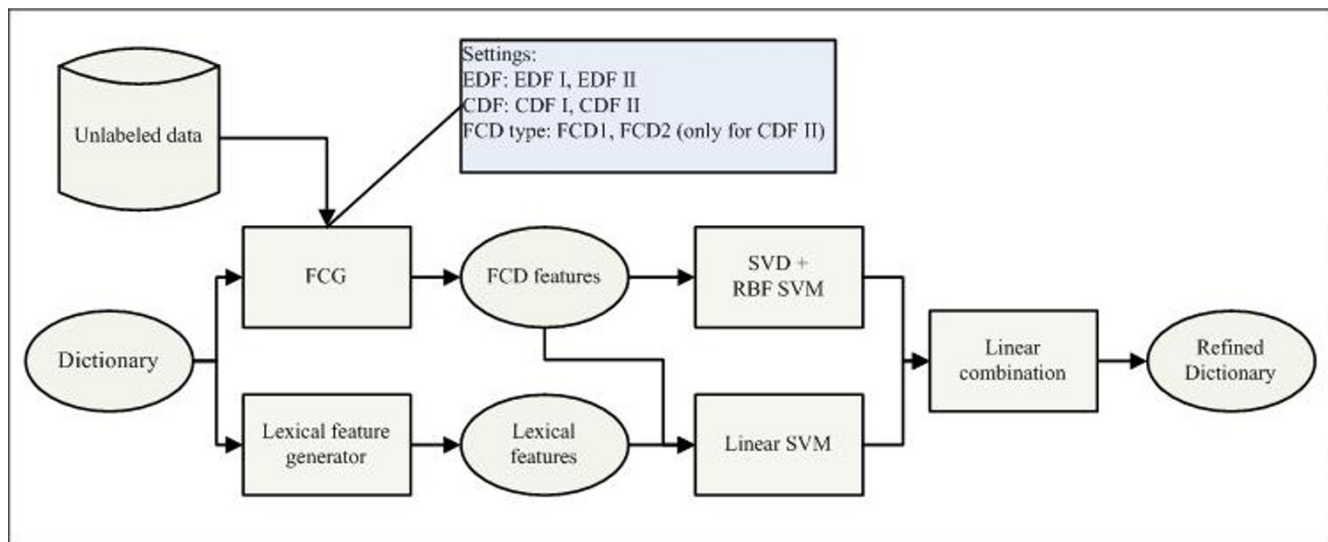 Settings:
EDF: EDF I, EDF II
CDF: CDF I, CDF II
FCD type: FCD1, FCD2 (only for CDF II)
Unlabeled data
FCG
FCD features
SVD +
RBF SVM
Dictionary
Linear
combination
Refined
Dictionary
Lexical feature
generator
Lexical
features
Linear SVM